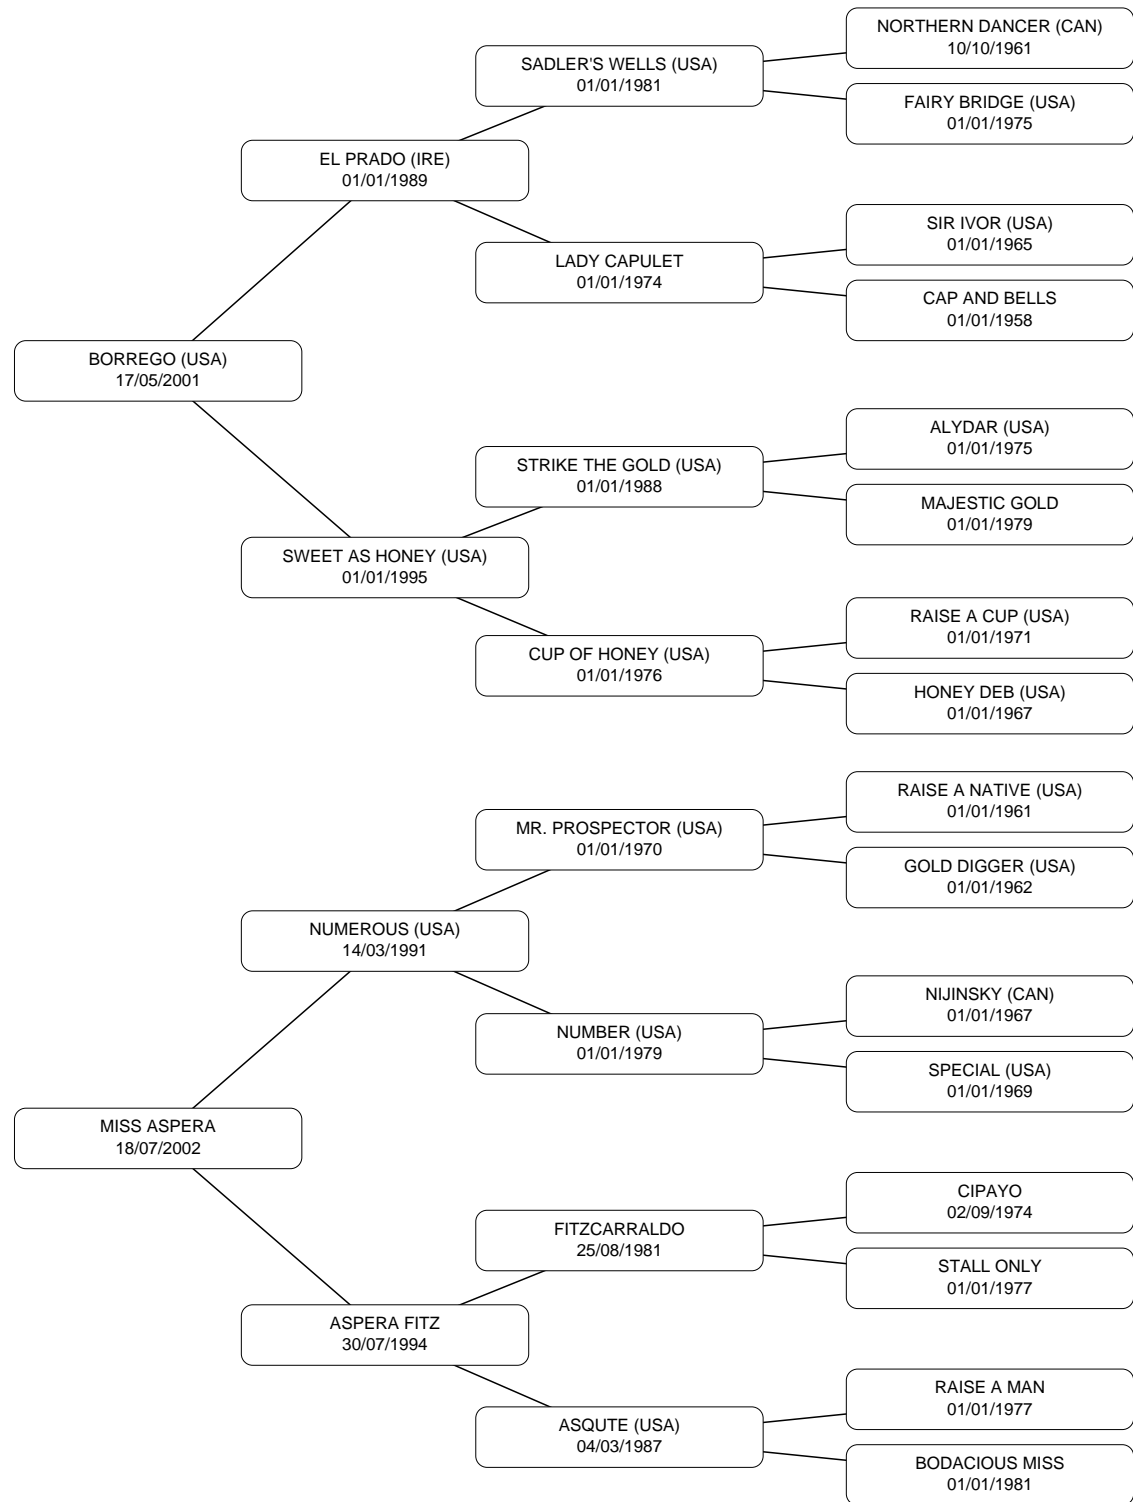 NORTHERN DANCER (CAN)
10/10/1961
SADLER'S WELLS (USA)
01/01/1981
FAIRY BRIDGE (USA)
01/01/1975
EL PRADO (IRE)
01/01/1989
SIR IVOR (USA)
01/01/1965
LADY CAPULET
01/01/1974
CAP AND BELLS
01/01/1958
BORREGO (USA)
17/05/2001
ALYDAR (USA)
01/01/1975
STRIKE THE GOLD (USA)
01/01/1988
MAJESTIC GOLD
01/01/1979
SWEET AS HONEY (USA)
01/01/1995
RAISE A CUP (USA)
01/01/1971
CUP OF HONEY (USA)
01/01/1976
HONEY DEB (USA)
01/01/1967
RAISE A NATIVE (USA)
01/01/1961
MR. PROSPECTOR (USA)
01/01/1970
GOLD DIGGER (USA)
01/01/1962
NUMEROUS (USA)
14/03/1991
NIJINSKY (CAN)
01/01/1967
NUMBER (USA)
01/01/1979
SPECIAL (USA)
01/01/1969
MISS ASPERA
18/07/2002
CIPAYO
02/09/1974
FITZCARRALDO
25/08/1981
STALL ONLY
01/01/1977
ASPERA FITZ
30/07/1994
RAISE A MAN
01/01/1977
ASQUTE (USA)
04/03/1987
BODACIOUS MISS
01/01/1981